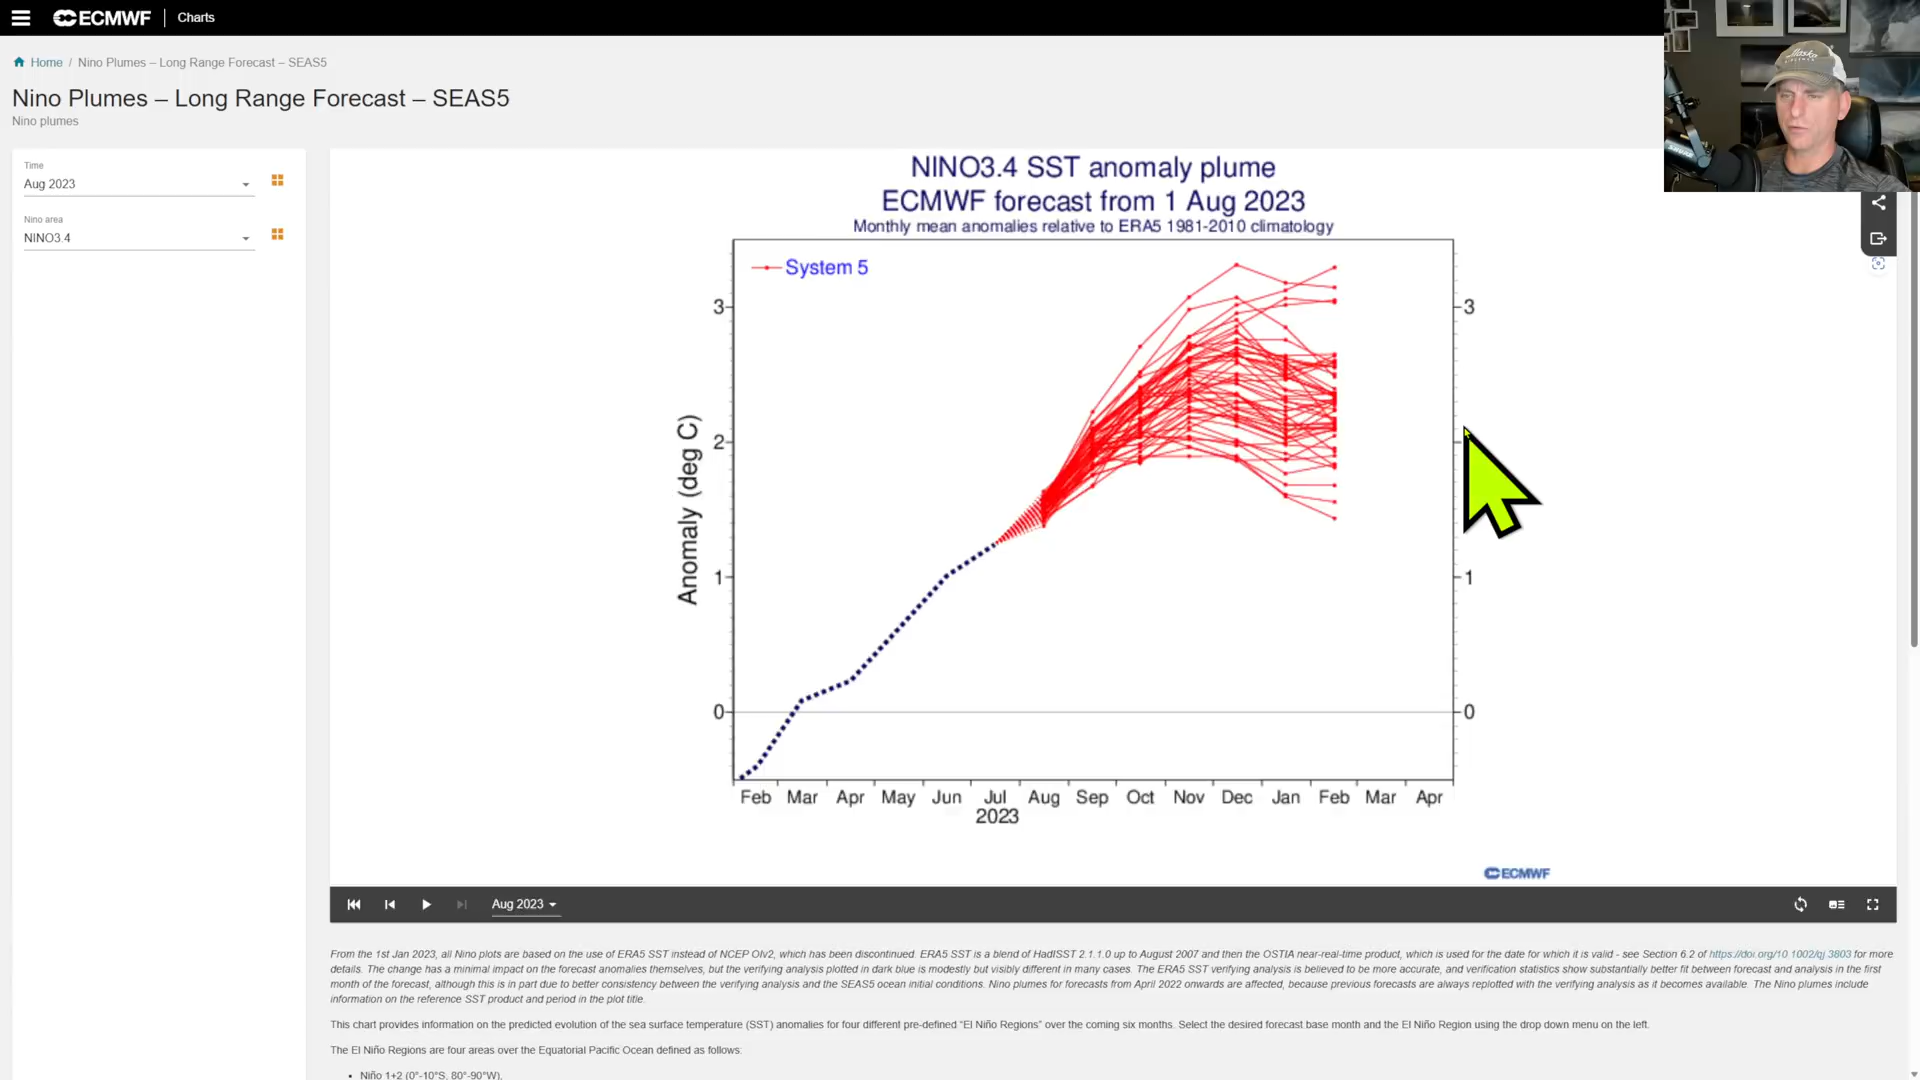 ECMWF Charts
Home / Nino Plumes – Long Range Forecast – SEAS5
Nino Plumes – Long Range Forecast – SEAS5
Nino plumes
Time
Aug 2023
Nino area
NINO3.4
NINO3.4 SST anomaly plume
ECMWF forecast from 1 Aug 2023
Monthly mean anomalies relative to ERA5 1981-2010 climatology
System 5
3 3
2
1 1
0 0
Anomaly (deg C)
Feb Mar Apr May Jun Jul Aug Sep Oct Nov Dec Jan Feb Mar Apr
2023
ECMWF
Aug 2023
From the 1st Jan 2023, all Nino plots are based on the use of ERA5 SST instead of NCEP OIv2, which has been discontinued. ERA5 SST is a blend of HadISST 2.1.1.0 up to August 2007 and then the OSTIA near-real-time product, which is used for the date for which it is valid - see Section 6.2 of https://doi.org/10.1002/qj.3803 for more
details. The change has a minimal impact on the forecast anomalies themselves, but the verifying analysis plotted in dark blue is modestly but visibly different in many cases. The ERA5 SST verifying analysis is believed to be more accurate, and verification statistics show substantially better fit between forecast and analysis in the first
month of the forecast, although this is in part due to better consistency between the verifying analysis and the SEAS5 ocean initial conditions. Nino plumes for forecasts from April 2022 onwards are affected, because previous forecasts are always replotted with the verifying analysis as it becomes available. The Nino plumes include
information on the reference SST product and period in the plot title.
This chart provides information on the predicted evolution of the sea surface temperature (SST) anomalies for four different pre-defined “El Niño Regions” over the coming six months. Select the desired forecast base month and the El Niño Region using the drop down menu on the left.
The El Niño Regions are four areas over the Equatorial Pacific Ocean defined as follows:
• Niño 1+2 (0°-10°S, 80°-90°W),